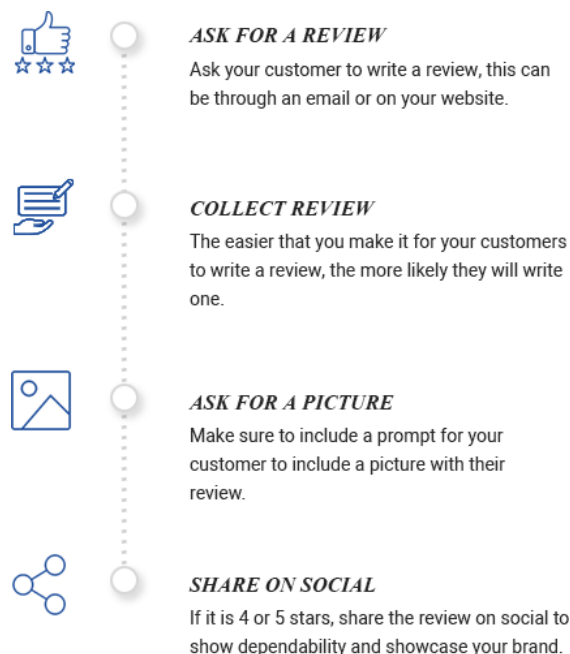 ASK FOR A REVIEW
Ask your customer to write a review, this can
be through an email or on your website.
COLLECT REVIEW
The easier that you make it for your customers
to write a review, the more likely they will write
one.
ASK FOR A PICTURE
Make sure to include a prompt for your
customer to include a picture with their
review.
SHARE ON SOCIAL
If it is 4 or 5 stars, share the review on social to
show dependability and showcase your brand.